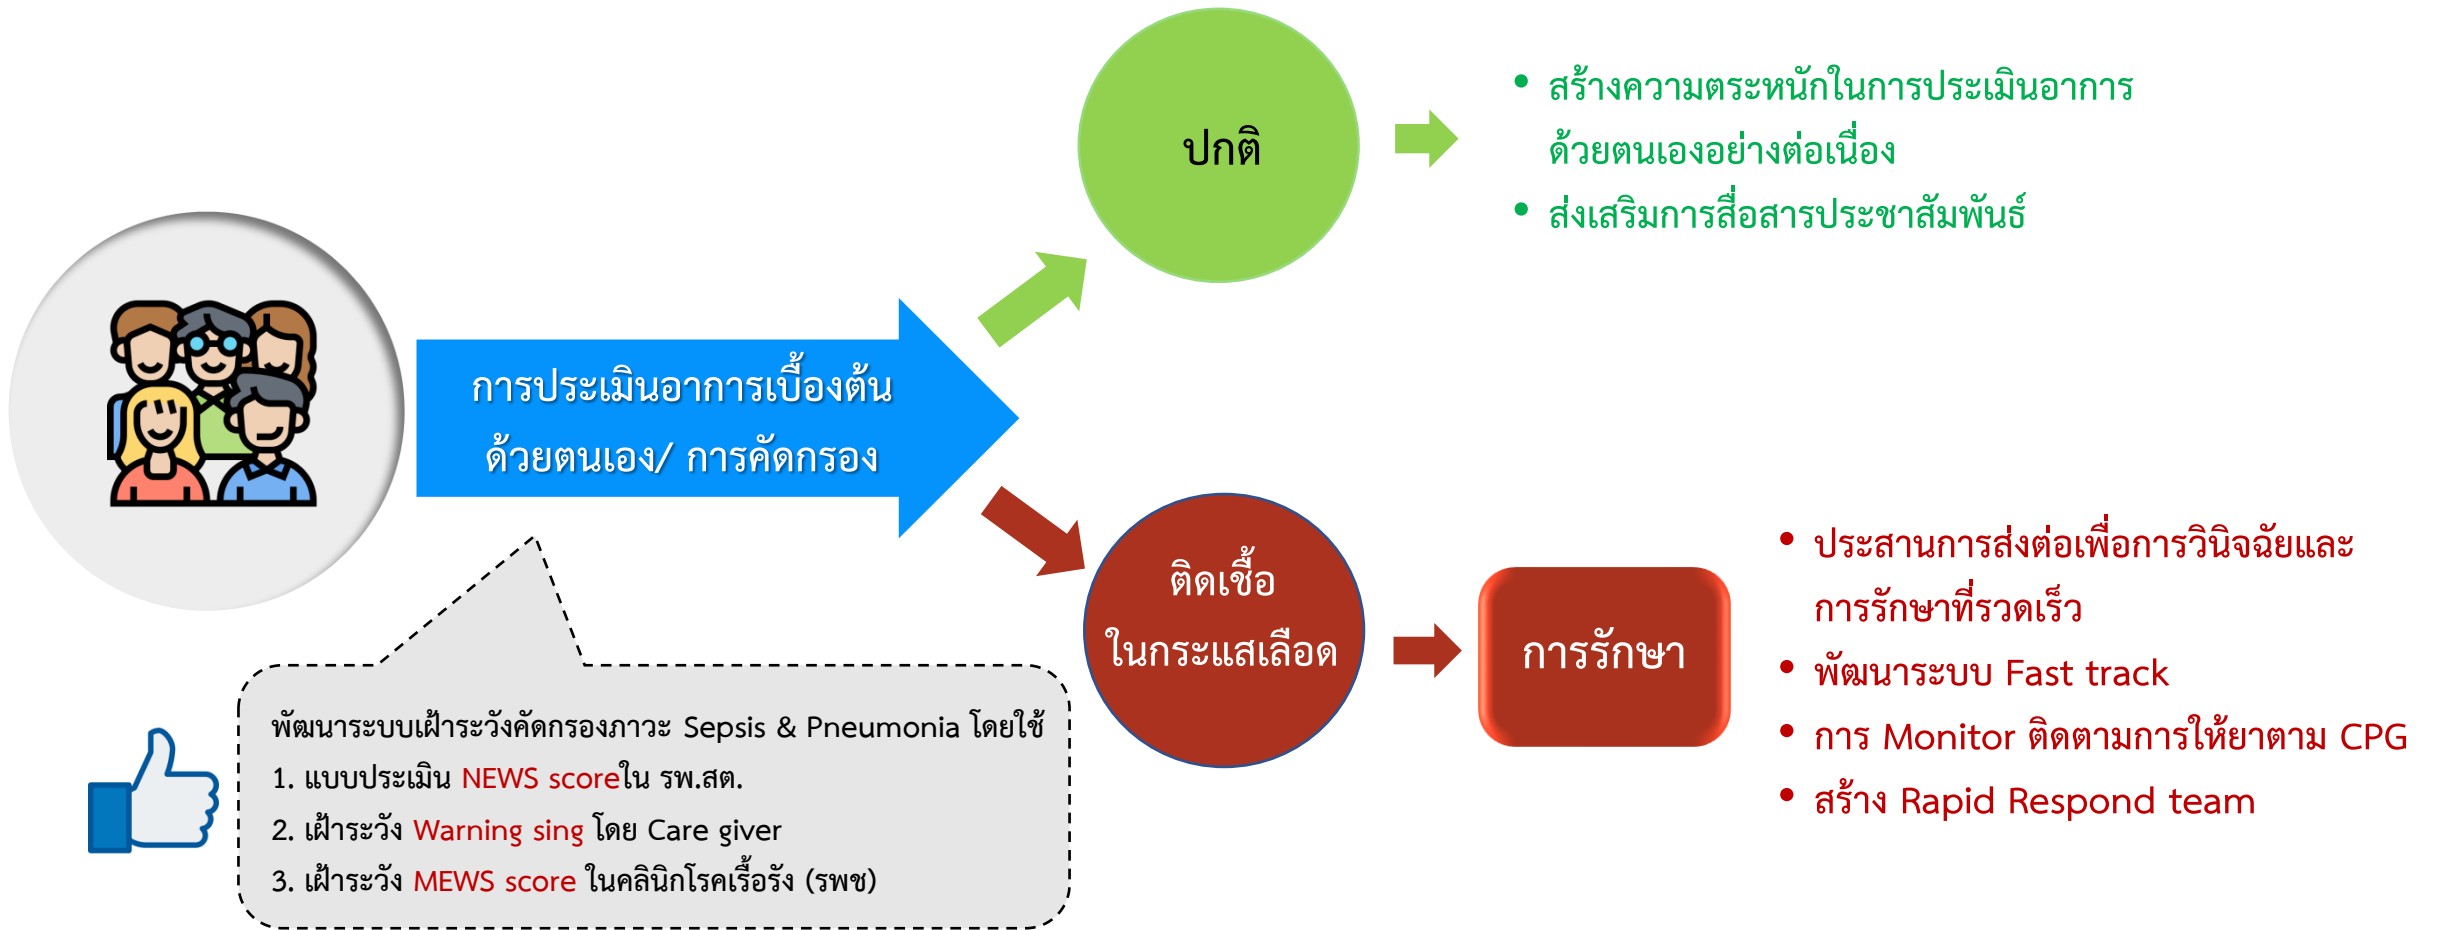 ปกติ
• สร้างความตระหนักในการประเมินอาการ
ด้วยตนเองอย่างต่อเนื่อง
• ส่งเสริมการสื่อสารประชาสัมพันธ์
การประเมินอาการเบื้องต้น
ด้วยตนเอง/ การคัดกรอง
ติดเชื้อ
ในกระแสเลือด
การรักษา
• ประสานการส่งต่อเพื่อการวินิจฉัยและ
การรักษาที่รวดเร็ว
• พัฒนาระบบ Fast track
• การ Monitor ติดตามการให้ยาตาม CPG
• สร้าง Rapid Respond team
พัฒนาระบบเฝ้าระวังคัดกรองภาวะ Sepsis & Pneumonia โดยใช้
1. แบบประเมิน NEWS scoreใน รพ.สต.
2. เฝ้าระวัง Warning sing โดย Care giver
3. เฝ้าระวัง MEWS score ในคลินิกโรคเรื้อรัง (รพช)